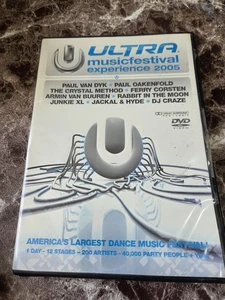 ULTRA
musicfestival
experience 2005
PAUL VAN DYK • PAUL OAKENFOLD
THE CRYSTAL METHOD • FERRY CORSTEN
ARMIN VAN BUUREN • RABBIT IN THE MOON
JUNKIE XL • JACKAL & HYDE • DJ CRAZE
DVD
VIDEO
AMERICA'S LARGEST DANCE MUSIC FESTIVAL
1 DAY - 12 STAGES - 200 ARTISTS - 40,000 PARTY PEOPLE +